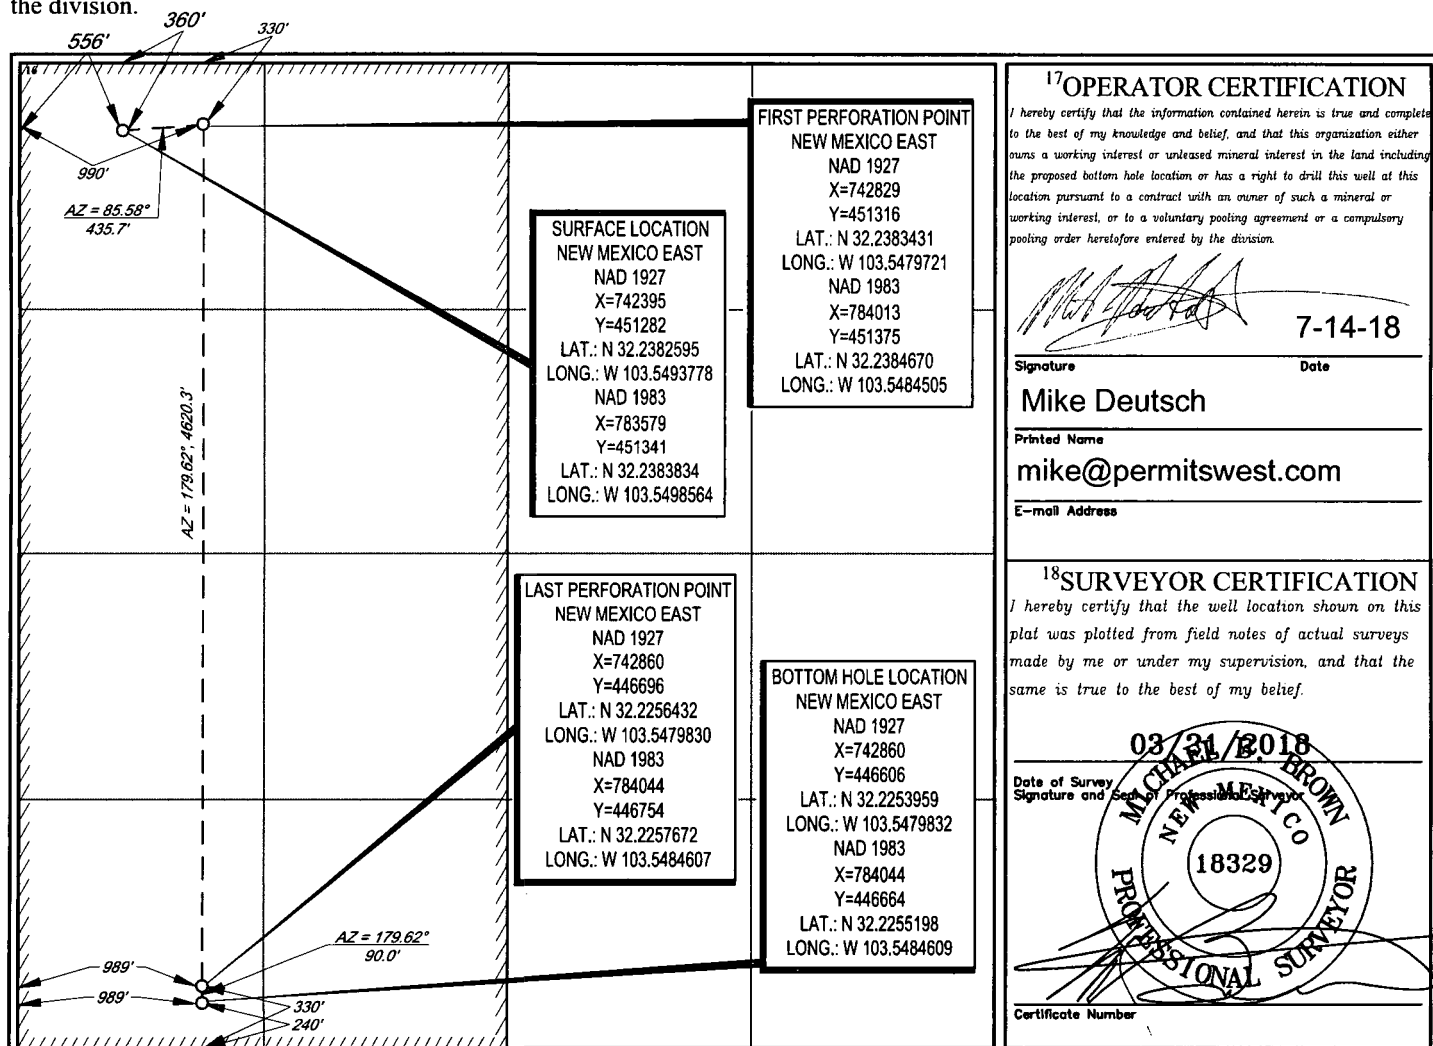 the division.
556'
360'
330'
16
990'
AZ = 85.58°
435.7'
AZ = 179.62°, 4620.3'
FIRST PERFORATION POINT
NEW MEXICO EAST
NAD 1927
X=742829
Y=451316
LAT.: N 32.2383431
LONG.: W 103.5479721
NAD 1983
X=784013
Y=451375
LAT.: N 32.2384670
LONG.: W 103.5484505
SURFACE LOCATION
NEW MEXICO EAST
NAD 1927
X=742395
Y=451282
LAT.: N 32.2382595
LONG.: W 103.5493778
NAD 1983
X=783579
Y=451341
LAT.: N 32.2383834
LONG.: W 103.5498564
LAST PERFORATION POINT
NEW MEXICO EAST
NAD 1927
X=742860
Y=446696
LAT.: N 32.2256432
LONG.: W 103.5479830
NAD 1983
X=784044
Y=446754
LAT.: N 32.2257672
LONG.: W 103.5484607
BOTTOM HOLE LOCATION
NEW MEXICO EAST
NAD 1927
X=742860
Y=446606
LAT.: N 32.2253959
LONG.: W 103.5479832
NAD 1983
X=784044
Y=446664
LAT.: N 32.2255198
LONG.: W 103.5484609
AZ = 179.62°
90.0'
989'
989'
330'
240'
17OPERATOR CERTIFICATION
I hereby certify that the information contained herein is true and complete
to the best of my knowledge and belief, and that this organization either
owns a working interest or unleased mineral interest in the land including
the proposed bottom hole location or has a right to drill this well at this
location pursuant to a contract with an owner of such a mineral or
working interest, or to a voluntary pooling agreement or a compulsory
pooling order heretofore entered by the division.
7-14-18
Signature Date
Mike Deutsch
Printed Name
mike@permitswest.com
E-mail Address
18SURVEYOR CERTIFICATION
I hereby certify that the well location shown on this
plat was plotted from field notes of actual surveys
made by me or under my supervision, and that the
same is true to the best of my belief.
03/31/2018
Date of Survey
Signature and Seal of Professional Surveyor
MICHAEL B. BROWN
NEW MEXICO
18329
PROFESSIONAL SURVEYOR
Certificate Number